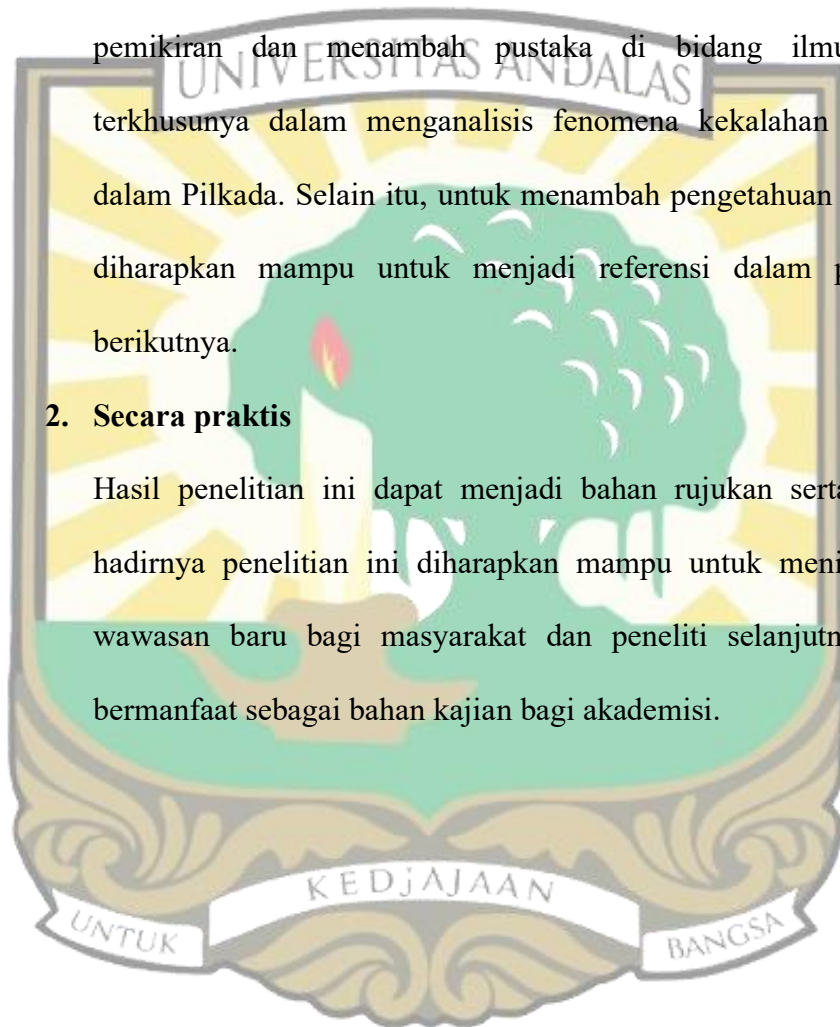 pemikiran dan menambah pustaka di bidang ilmu
UNIVERSITAS ANDALAS
terkhusunya dalam menganalisis fenomena kekalahan
dalam Pilkada. Selain itu, untuk menambah pengetahuan
diharapkan mampu untuk menjadi referensi dalam p
berikutnya.
2. Secara praktis
Hasil penelitian ini dapat menjadi bahan rujukan serta
hadirnya penelitian ini diharapkan mampu untuk meni
wawasan baru bagi masyarakat dan peneliti selanjutn
bermanfaat sebagai bahan kajian bagi akademisi.
UNTUK KEDJAJAAN BANGSA